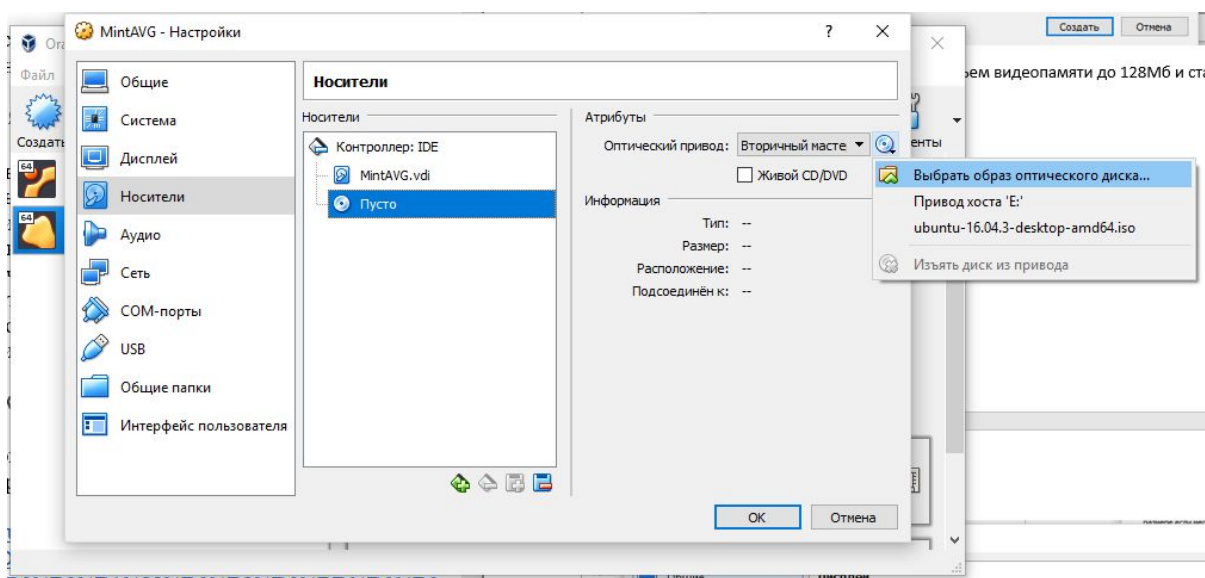 MintAVG - Настройки
?
Создать
Отмена
Файл
ем видеопамяти до 128Мб и ста
Создать
енты
64
64
Общие
Система
Дисплей
Носители
Аудио
Сеть
COM-порты
USB
Общие папки
Интерфейс пользователя
Носители
Носители
Контроллер: IDE
MintAVG.vdi
Пусто
Атрибуты
Оптический привод: Вторичный масте
Живой CD/DVD
Информация
Тип: --
Размер: --
Расположение: --
Подсоединён к: --
Выбрать образ оптического диска...
Привод хоста 'E:'
ubuntu-16.04.3-desktop-amd64.iso
Изъять диск из привода
OK
Отмена